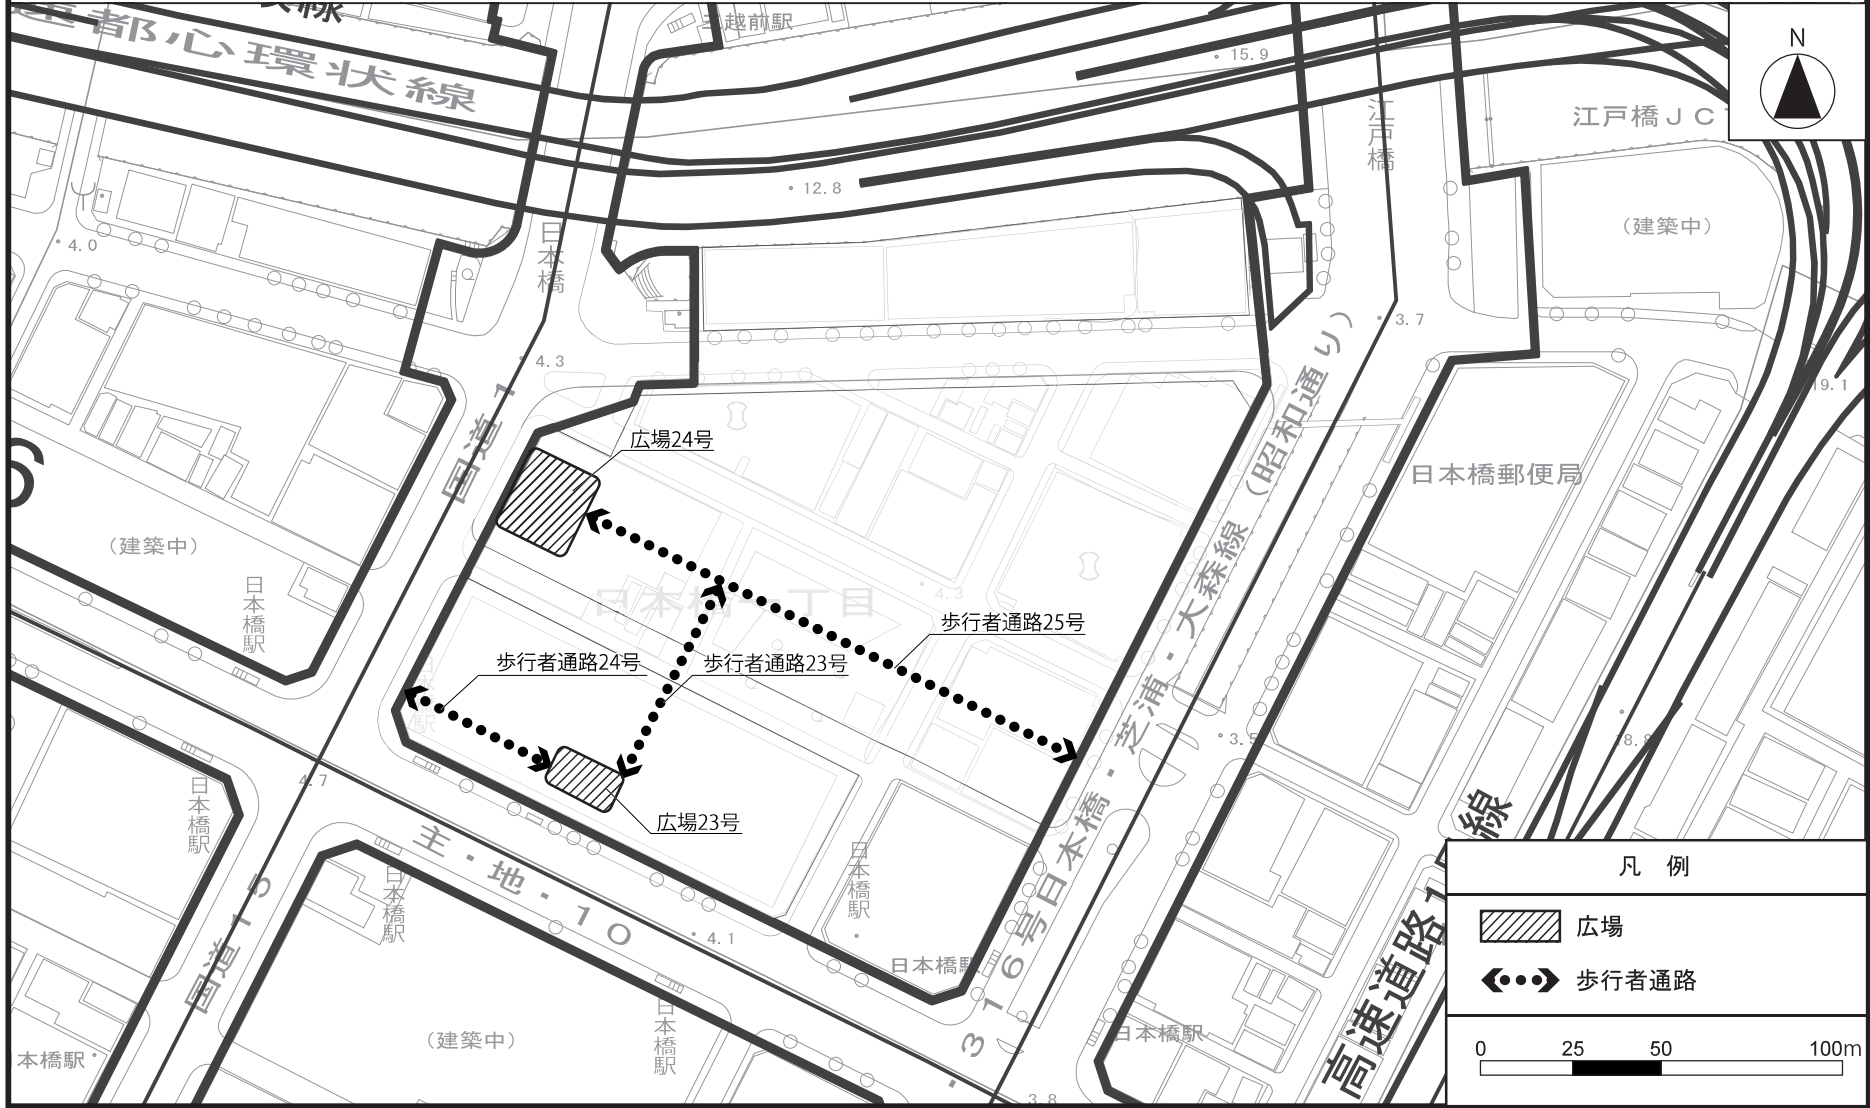 都心環状線
三越前駅
15.9
N
江戸橋
江戸橋JC
12.8
(建築中)
4.0
日本橋
3.7
4.3
19.1
国道1
広場24号
日本橋郵便局
6
(建築中)
日本橋駅
日本橋一丁目
4.3
歩行者通路25号
歩行者通路24号
歩行者通路23号
3.5
18.8
4.7
日本橋駅
広場23号
主・地・10
日本橋駅
日本橋駅
国道15
4.1
日本橋駅
・316号日本橋・芝浦・大森線(昭和通り)
(建築中)
日本橋駅
日本橋駅
本橋駅
3.8
高速道路1
線
凡 例
広場
歩行者通路
0 25 50 100m